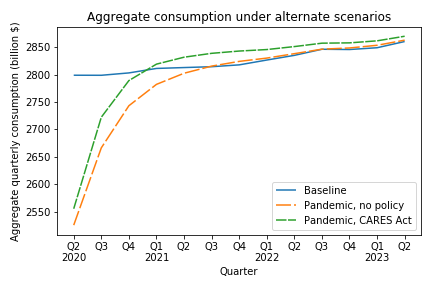 Aggregate consumption under alternate scenarios
Aggregate quarterly consumption (billion $)
2850
2800
2750
2700
2650
2600
2550
Baseline
Pandemic, no policy
Pandemic, CARES Act
Q2 Q3 Q4 Q1 Q2 Q3 Q4 Q1 Q2 Q3 Q4 Q1 Q2
2020 2021 2022 2023
Quarter